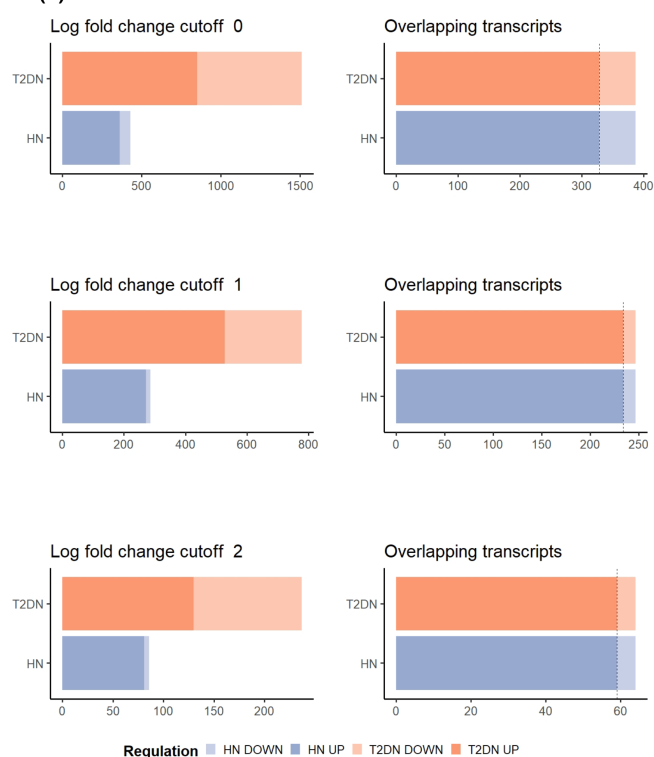 Log fold change cutoff 0
Overlapping transcripts
T2DN
HN
0 500 1000 1500
T2DN
HN
0 100 200 300 400
Log fold change cutoff 1
Overlapping transcripts
T2DN
HN
0 200 400 600 800
T2DN
HN
0 50 100 150 200 250
Log fold change cutoff 2
Overlapping transcripts
T2DN
HN
0 50 100 150 200
T2DN
HN
0 20 40 60
Regulation HN DOWN HN UP T2DN DOWN T2DN UP